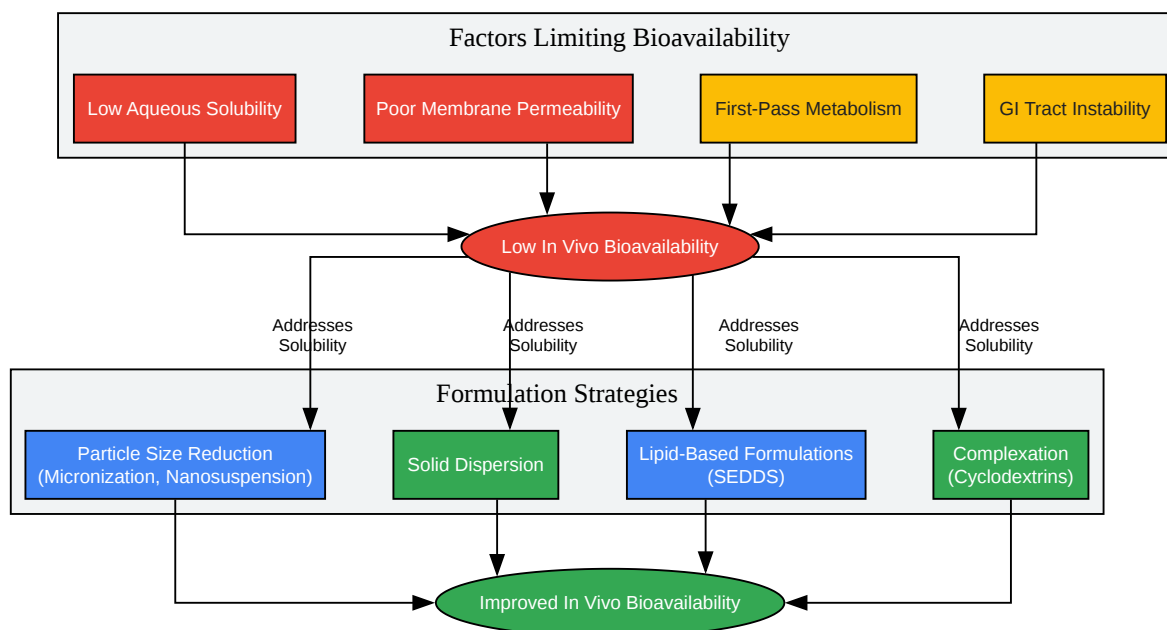 Factors Limiting Bioavailability
Low Aqueous Solubility
Poor Membrane Permeability
First-Pass Metabolism
GI Tract Instability
Low In Vivo Bioavailability
Addresses
Solubility
Addresses
Solubility
Addresses
Solubility
Addresses
Solubility
Formulation Strategies
Particle Size Reduction
(Micronization, Nanosuspension)
Solid Dispersion
Lipid-Based Formulations
(SEDDS)
Complexation
(Cyclodextrins)
Improved In Vivo Bioavailability